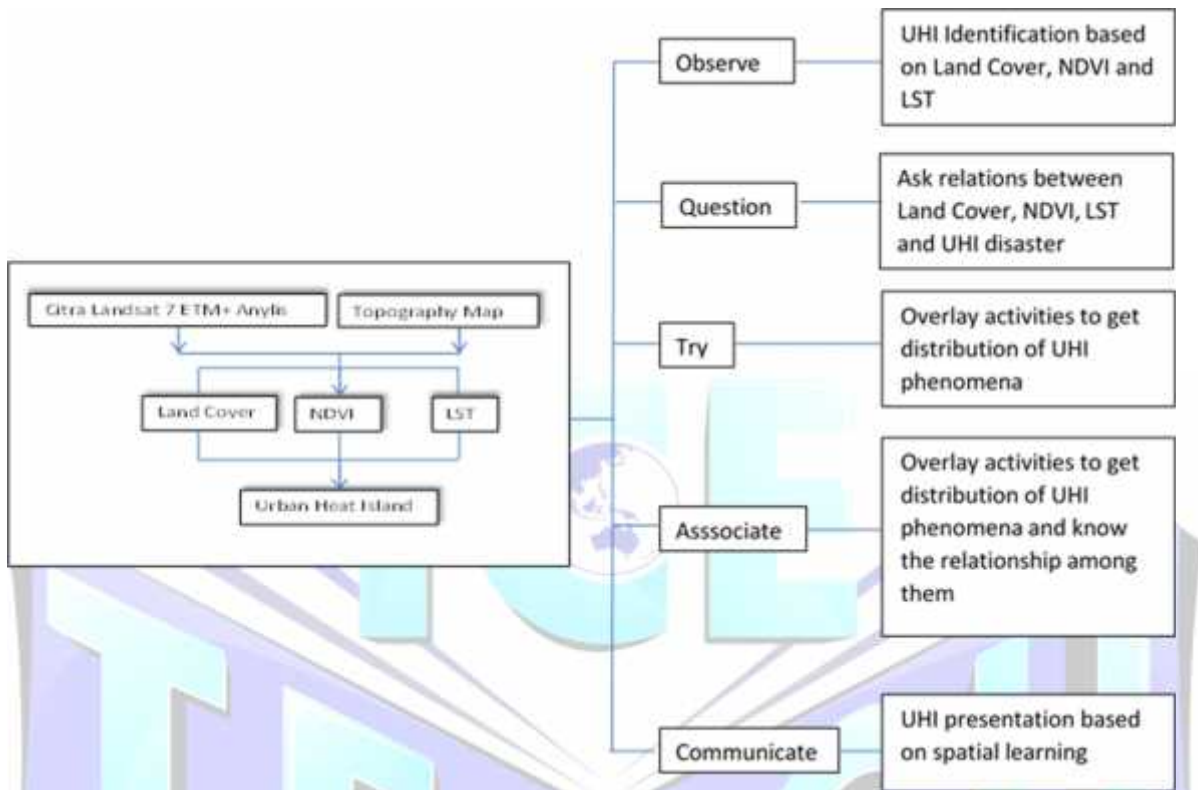 Citra Landsat 7 ETM+ Anylis
Topography Map
Land Cover
NDVI
LST
Urban Heat Island
Observe
UHI Identification based
on Land Cover, NDVI and
LST
Question
Ask relations between
Land Cover, NDVI, LST
and UHI disaster
Try
Overlay activities to get
distribution of UHI
phenomena
Asssociate
Overlay activities to get
distribution of UHI
phenomena and know
the relationship among
them
Communicate
UHI presentation based
on spatial learning